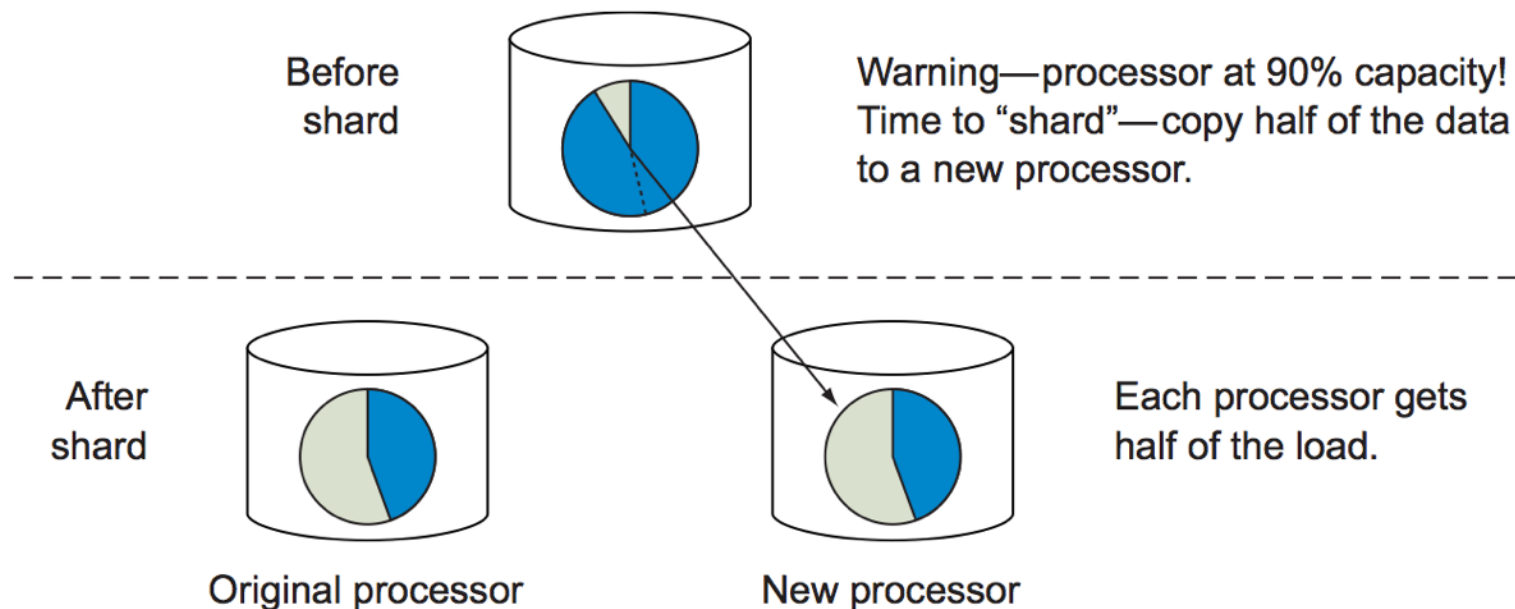 Before
shard
Warning—processor at 90% capacity!
Time to “shard”—copy half of the data
to a new processor.
After
shard
Each processor gets
half of the load.
Original processor
New processor